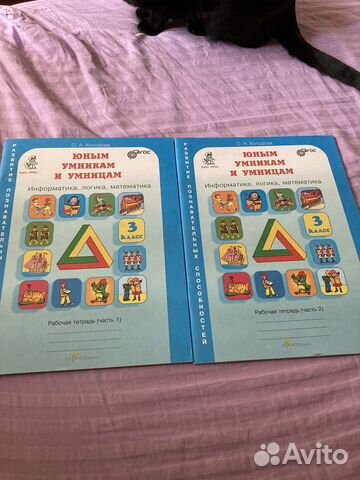 О. А. Холодова
ЮНЫМ
УМНИКАМ
И УМНИЦАМ
ФГОС
Информатика, логика, математика
3
КЛАСС
Рабочая тетрадь (часть 1)
РАЗВИТИЕ ПОЗНАВАТЕЛЬНЫХ
О. А. Холодова
ЮНЫМ
УМНИКАМ
И УМНИЦАМ
ФГОС
Информатика, логика, математика
3
КЛАСС
Рабочая тетрадь (часть 2)
РАЗВИТИЕ ПОЗНАВАТЕЛЬНЫХ СПОСОБНОСТЕЙ
Avito